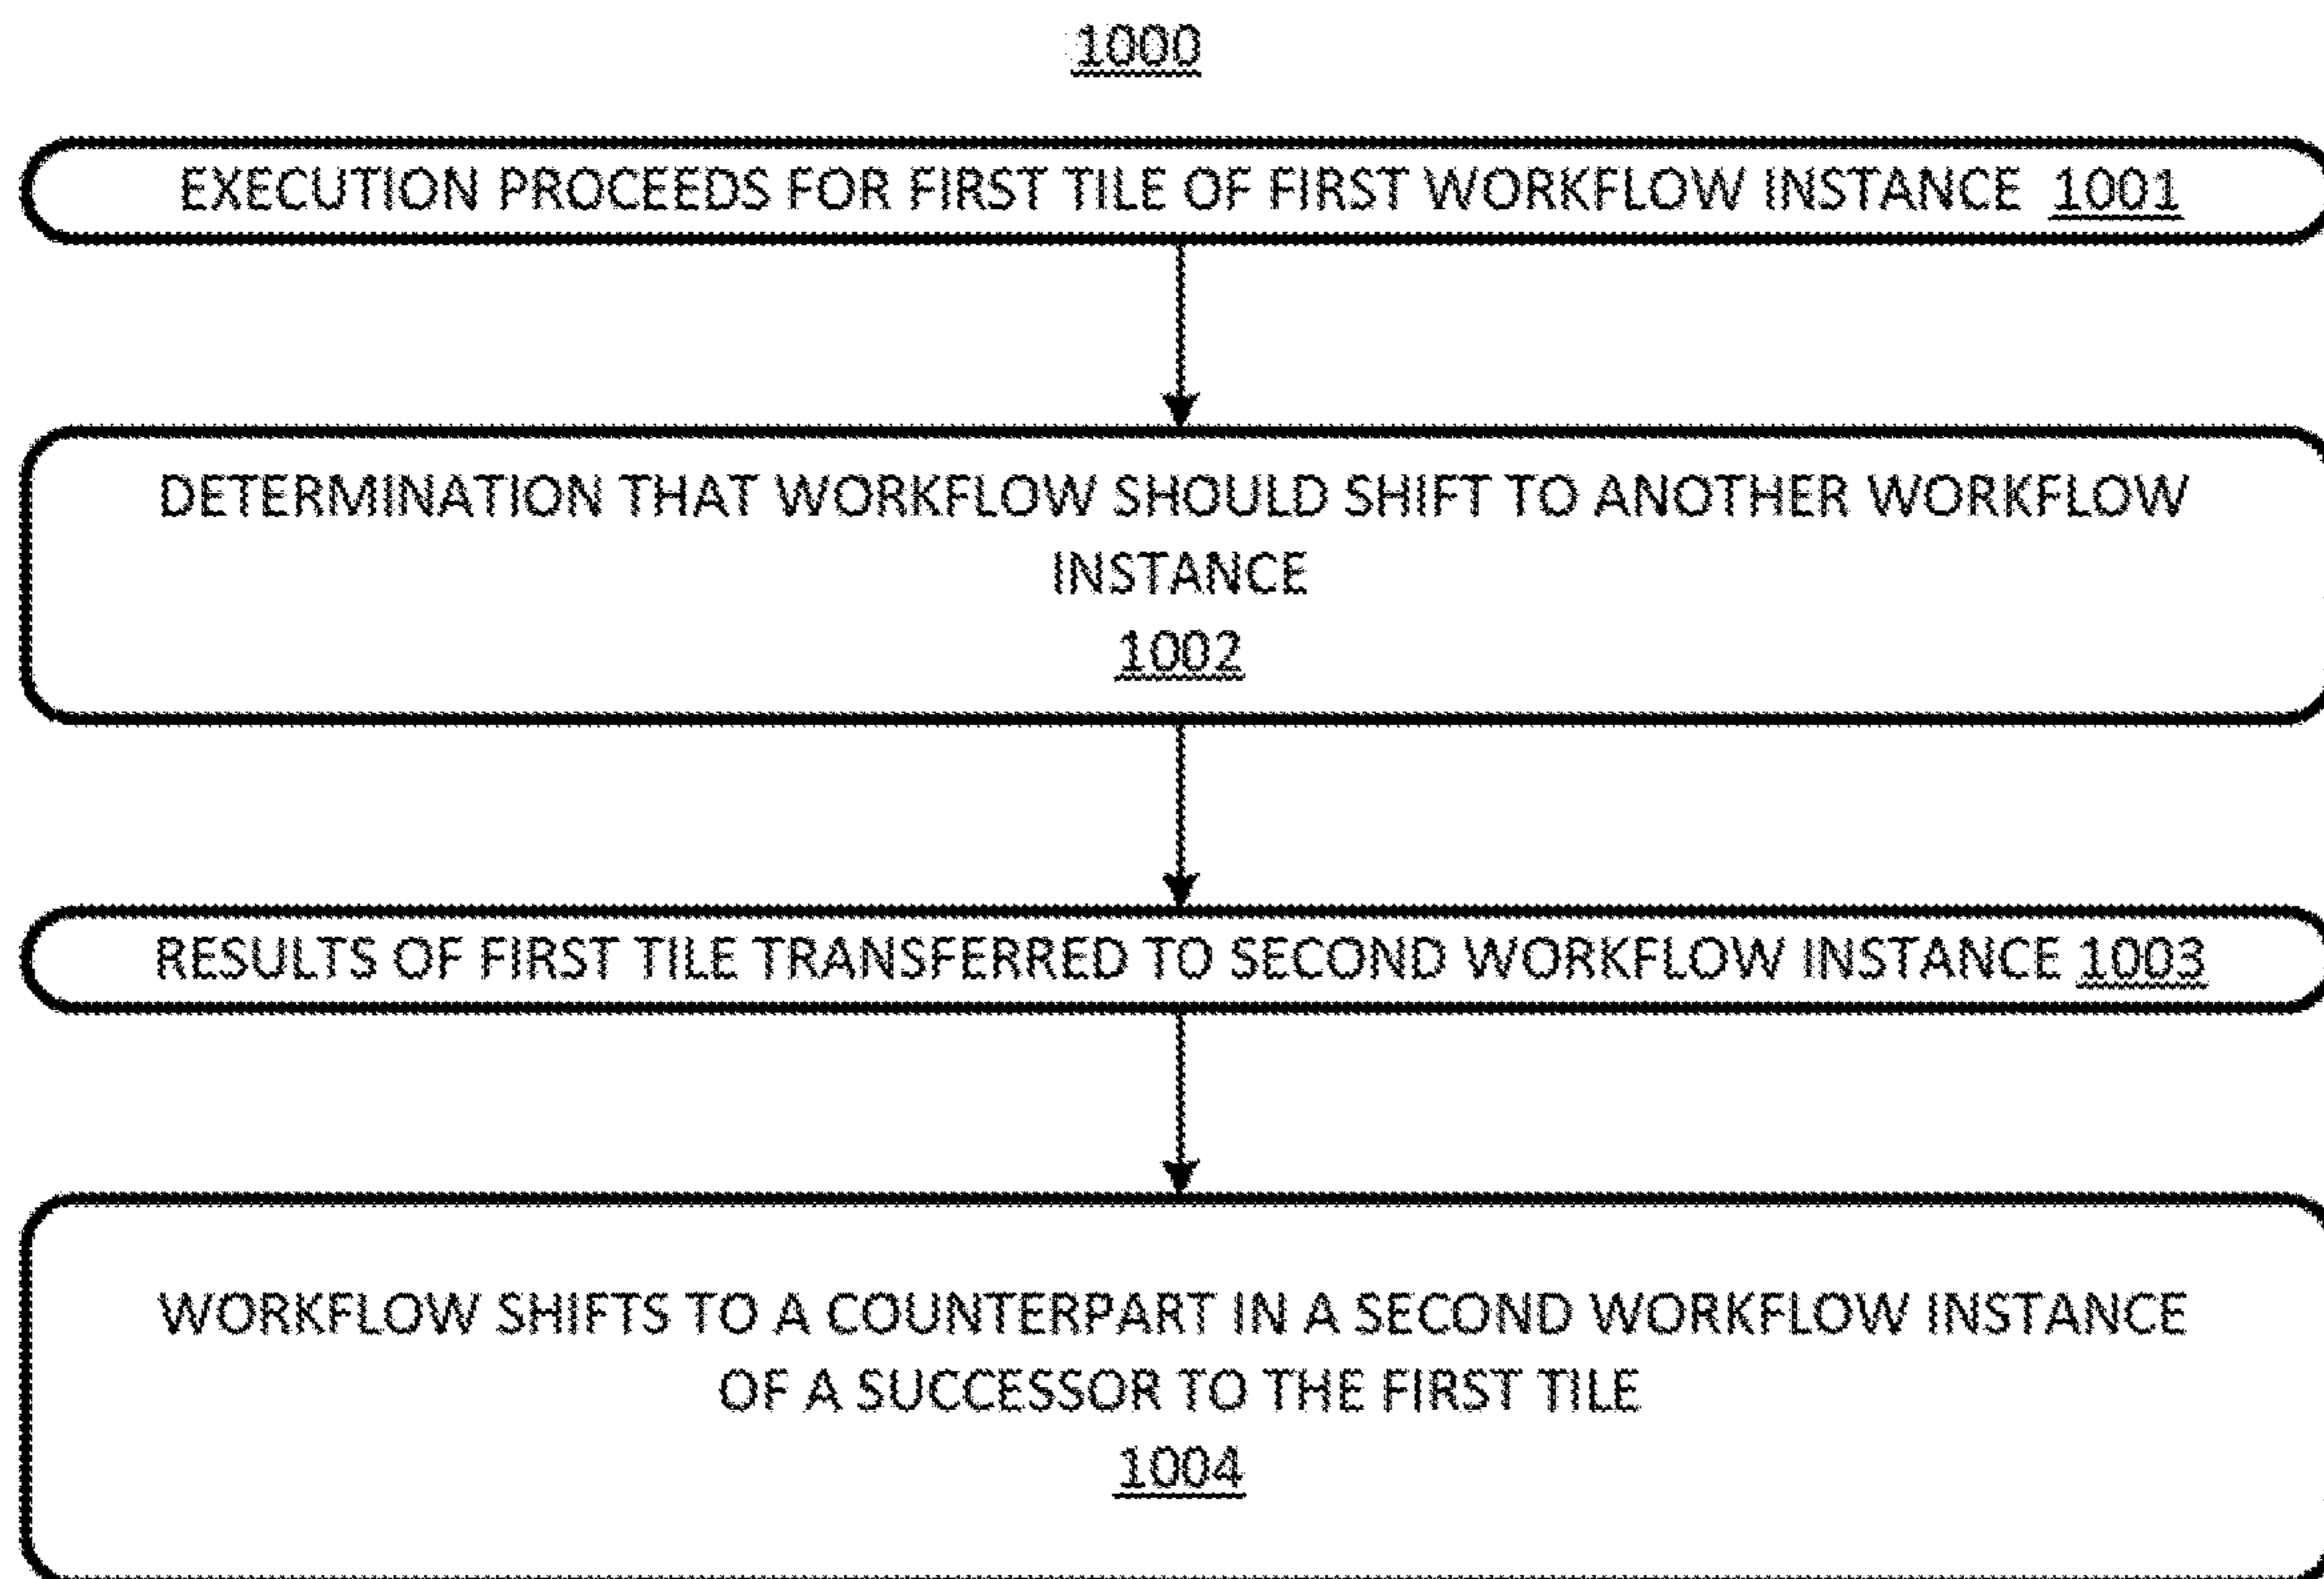 1000
EXECUTION PROCEEDS FOR FIRST TILE OF FIRST WORKFLOW INSTANCE 1001
DETERMINATION THAT WORKFLOW SHOULD SHIFT TO ANOTHER WORKFLOW
INSTANCE
1002
RESULTS OF FIRST TILE TRANSFERRED TO SECOND WORKFLOW INSTANCE 1003
WORKFLOW SHIFTS TO A COUNTERPART IN A SECOND WORKFLOW INSTANCE
OF A SUCCESSOR TO THE FIRST TILE
1004